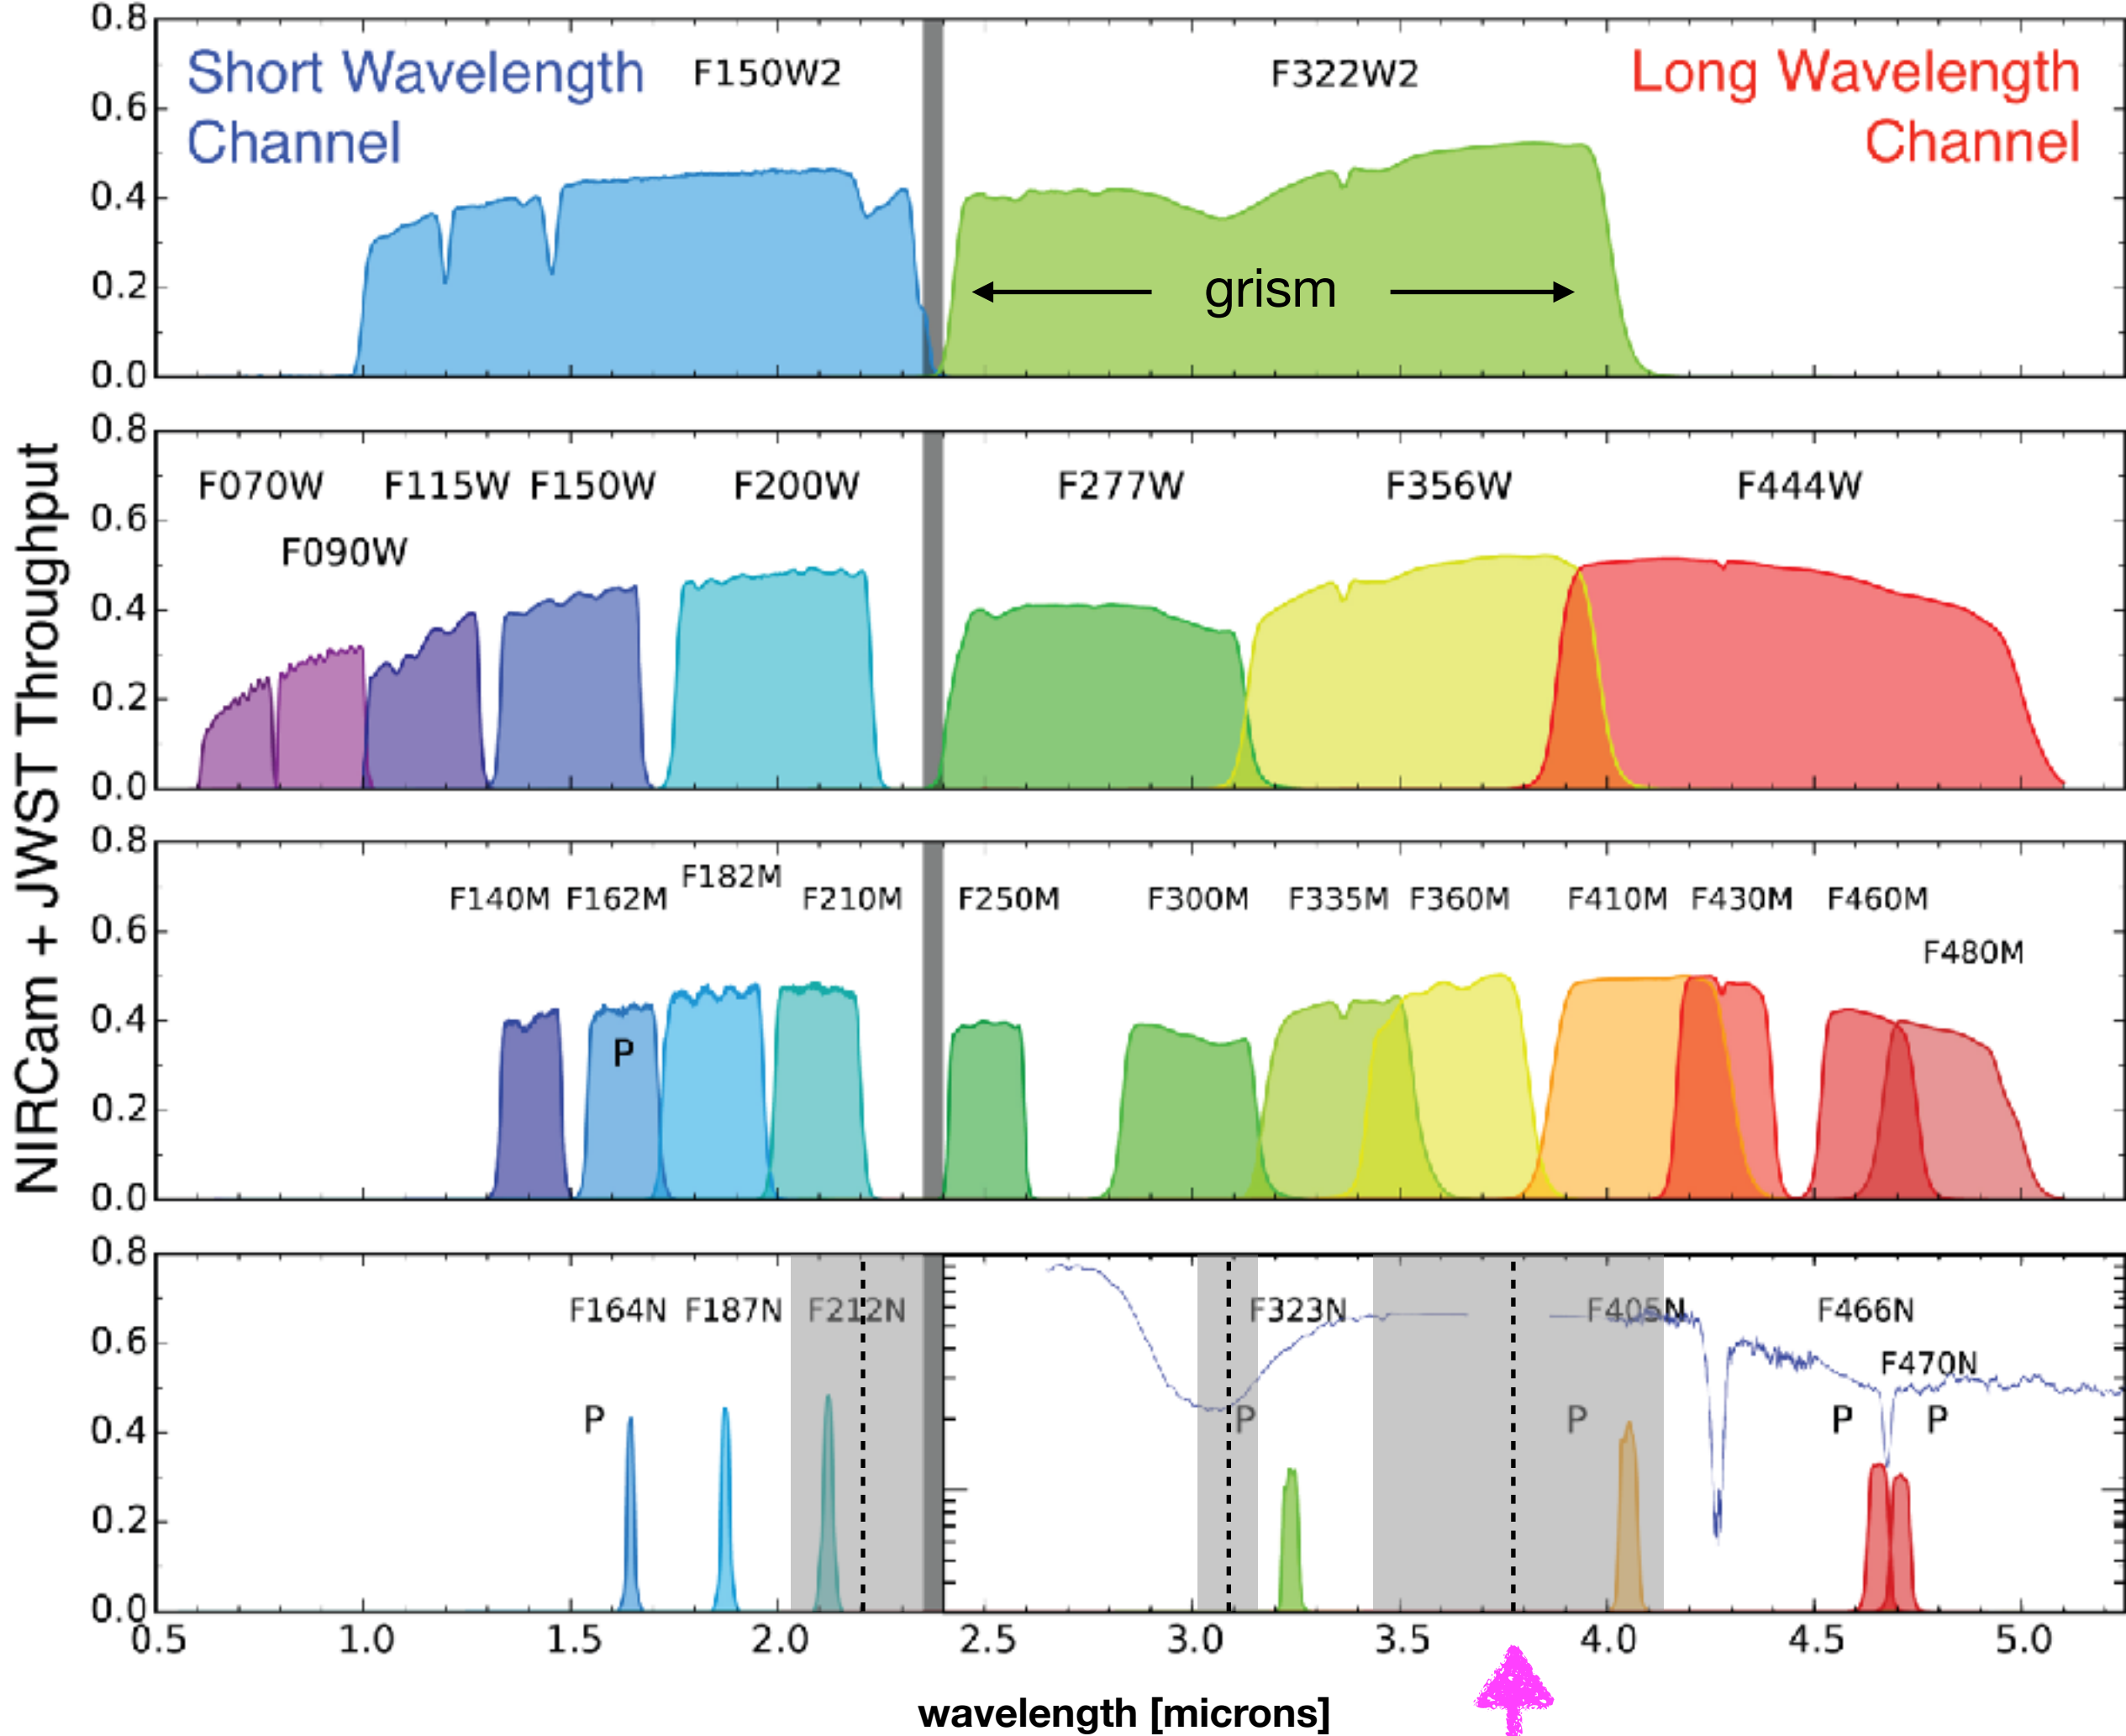 0.8
0.6
0.4
0.2
0.0
Short Wavelength
Channel
F150W2
F322W2
Long Wavelength
Channel
grism
NIRCam + JWST Throughput
0.8
0.6
0.4
0.2
0.0
F070W F115W F150W F200W F277W F356W F444W
F090W
0.8
0.6
0.4
0.2
0.0
F182M
F140M F162M F210M F250M F300M F335M F360M F410M F430M F460M
F480M
P
0.8
0.6
0.4
0.2
0.0
F164N F187N F212N F323N F405N F466N
F470N
P P P P P
0.5 1.0 1.5 2.0 2.5 3.0 3.5 4.0 4.5 5.0
wavelength [microns]